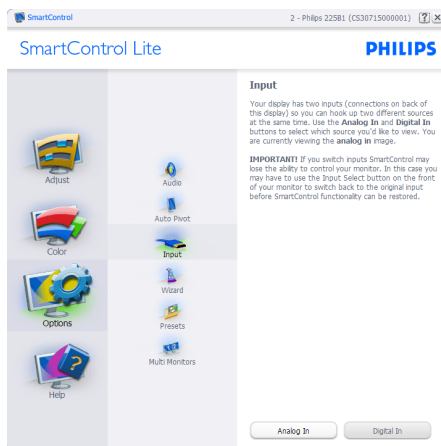 SmartControl
2 - Philips 225B1 (CS30715000001)
SmartControl Lite
PHILIPS
Adjust
Color
Options
Help
Audio
Auto Pivot
Input
Wizard
Presets
Multi Monitors
Input
Your display has two inputs (connections on back of
this display) so you can hook up two different sources
at the same time. Use the Analog In and Digital In
buttons to select which source you'd like to view. You
are currently viewing the analog in image.
IMPORTANT! If you switch inputs SmartControl may
lose the ability to control your monitor. In this case you
may have to use the Input Select button on the front
of your monitor to switch back to the original input
before SmartControl functionality can be restored.
Analog In
Digital In